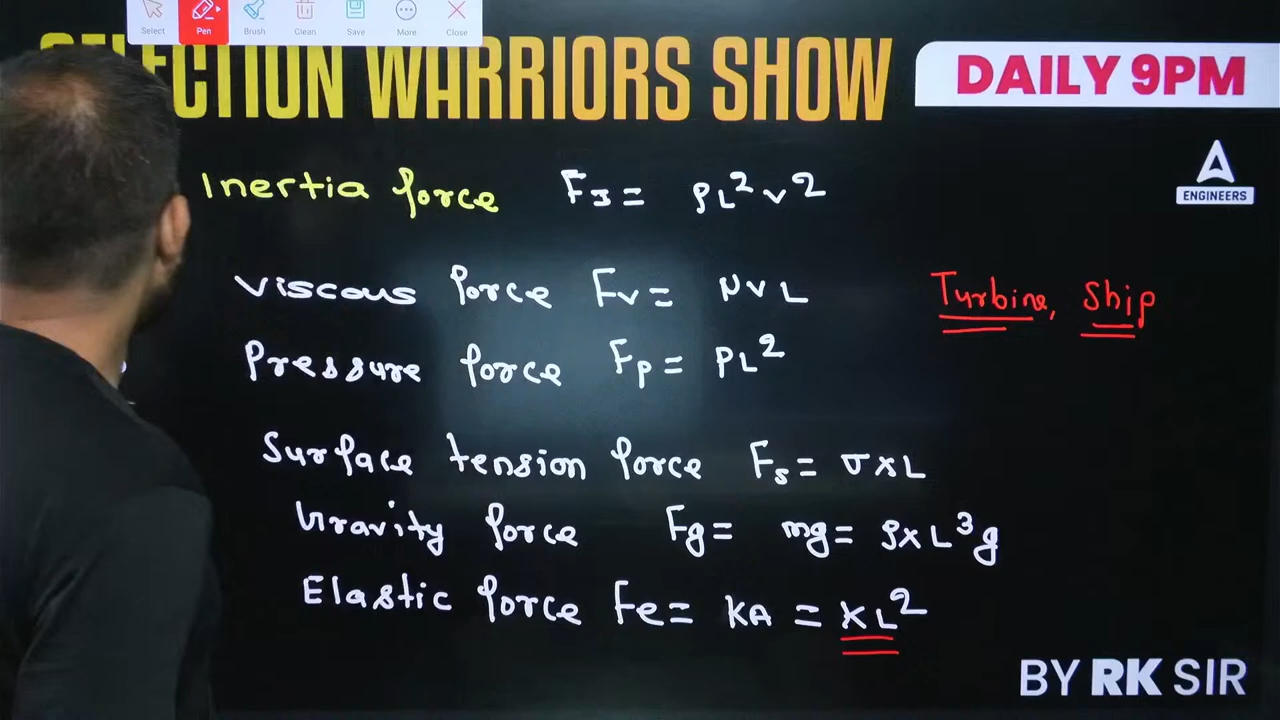 Select Pen Brush Clean Save More Close
SELECTION WARRIORS SHOW
DAILY 9PM
A
ENGINEERS
Inertia force FI = ρL²v²
Viscous force Fv = μvL
Turbine, Ship
Pressure force Fp = PL²
Surface tension force Fs = σ×L
Gravity force Fg = mg = ρ×L³g
Elastic force Fe = KA = KL²
BY RK SIR